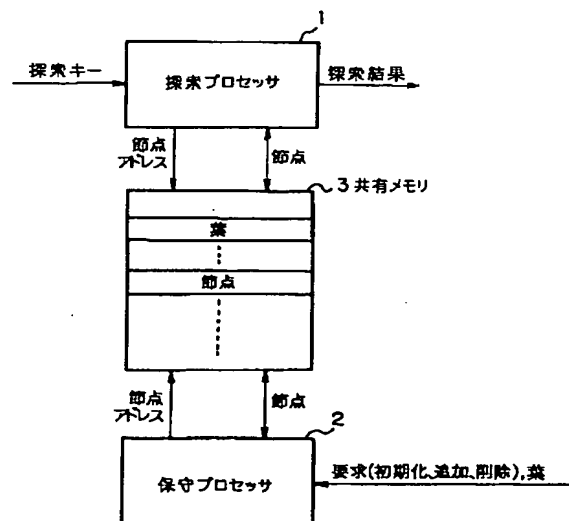 1
探索キー
探索プロセッサ
探索結果
節点
アドレス
節点
3共有メモリ
葉
節点
節点
アドレス
節点
2
保守プロセッサ
要求(初期化、追加、削除),葉